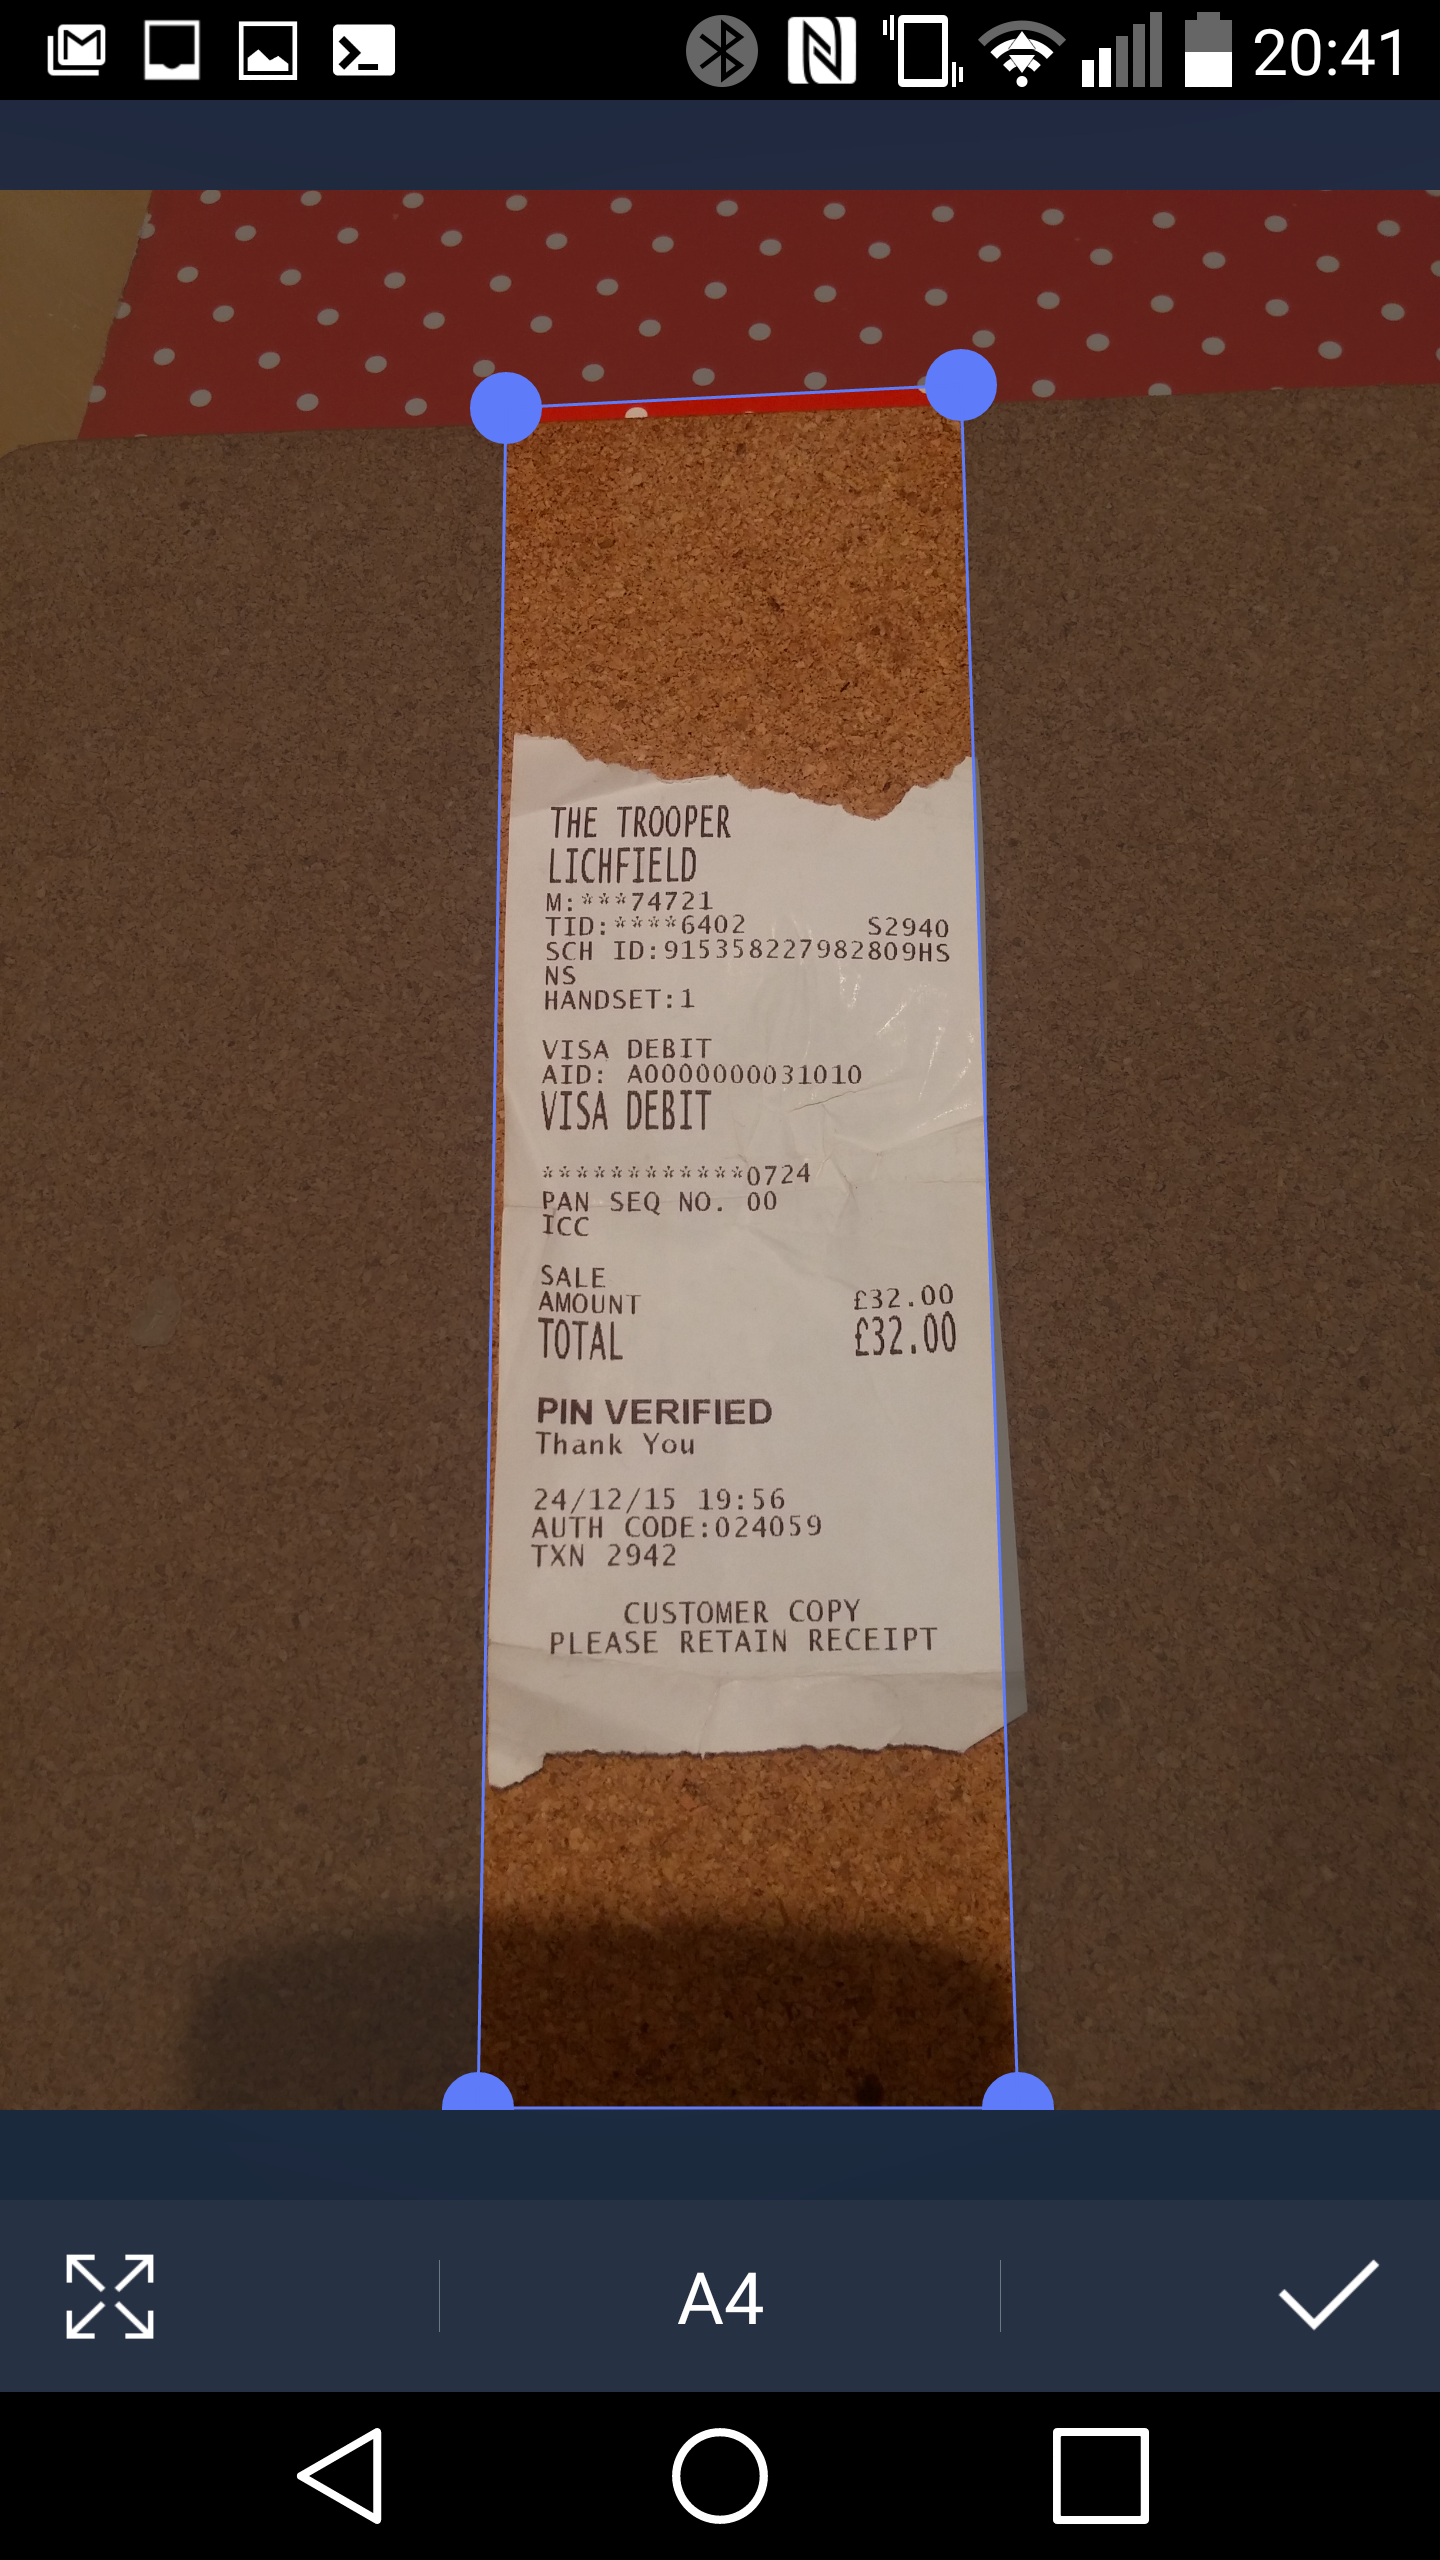 20:41
THE TROOPER
LICHFIELD
M:***74721
TID:****6402 S2940
SCH ID:915358227982809HS
NS
HANDSET:1
VISA DEBIT
AID: A0000000031010
VISA DEBIT
************0724
PAN SEQ NO. 00
ICC
SALE
AMOUNT £32.00
TOTAL £32.00
PIN VERIFIED
Thank You
24/12/15 19:56
AUTH CODE:024059
TXN 2942
CUSTOMER COPY
PLEASE RETAIN RECEIPT
A4